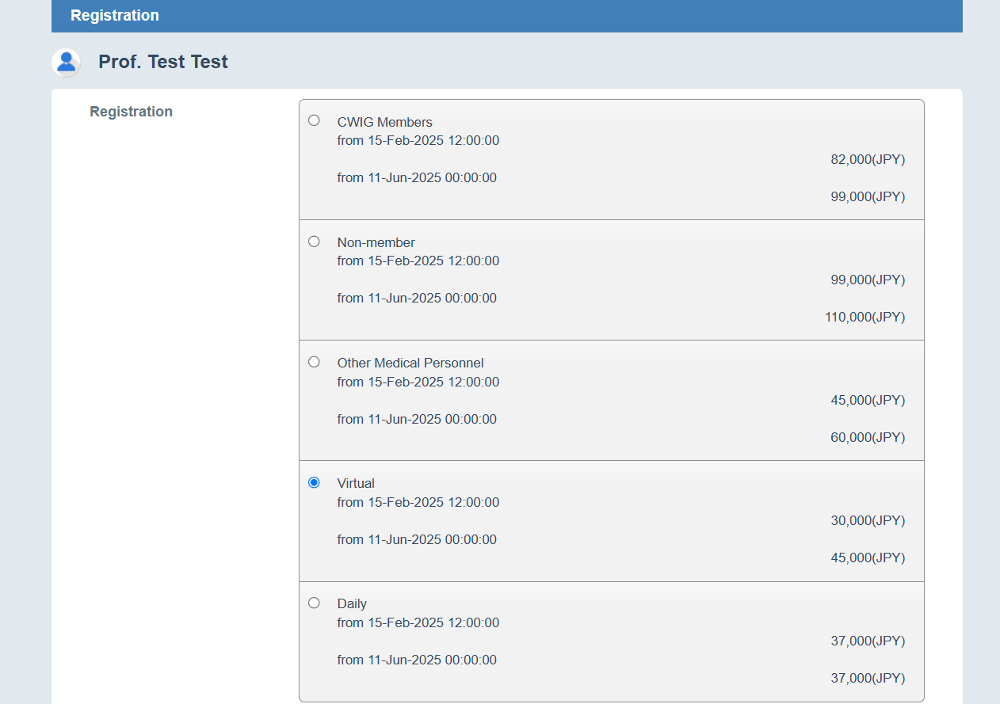 Registration
Prof. Test Test
Registration
CWIG Members
from 15-Feb-2025 12:00:00
82,000(JPY)
from 11-Jun-2025 00:00:00
99,000(JPY)
Non-member
from 15-Feb-2025 12:00:00
99,000(JPY)
from 11-Jun-2025 00:00:00
110,000(JPY)
Other Medical Personnel
from 15-Feb-2025 12:00:00
45,000(JPY)
from 11-Jun-2025 00:00:00
60,000(JPY)
Virtual
from 15-Feb-2025 12:00:00
30,000(JPY)
from 11-Jun-2025 00:00:00
45,000(JPY)
Daily
from 15-Feb-2025 12:00:00
37,000(JPY)
from 11-Jun-2025 00:00:00
37,000(JPY)